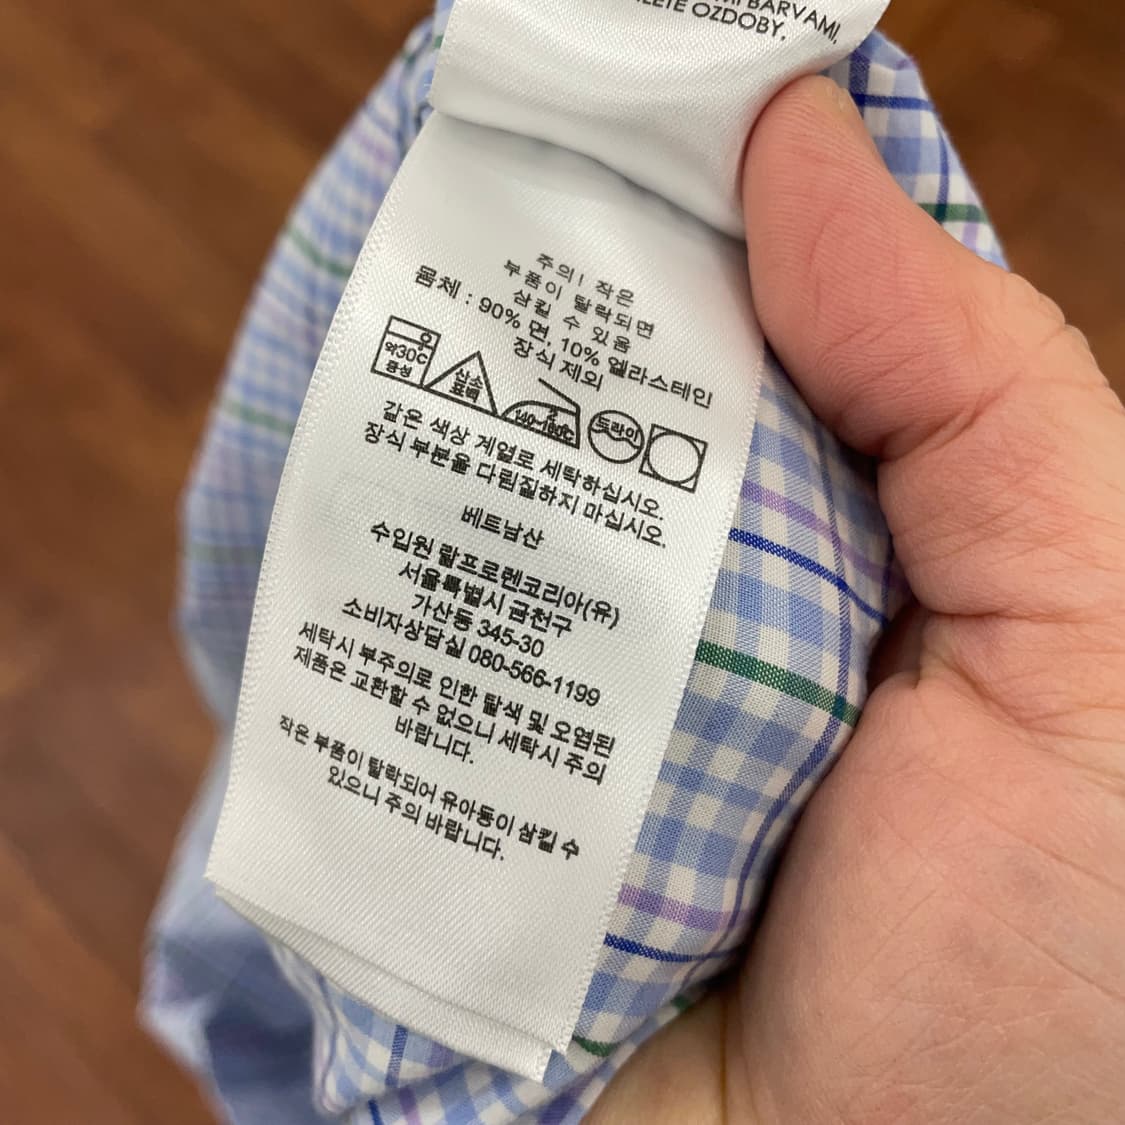 BARVAMI,
OZDOBY.
주의! 작은
부품이 탈락되면
삼킬 수 있음
몸체 : 90% 면, 10% 엘라스테인
장식 제외
약30℃
중성
산소
표백
140~160℃
드라이
같은 색상 계열로 세탁하십시오.
장식 부분을 다림질하지 마십시오.
베트남산
수입원 랄프로렌코리아(유)
서울특별시 금천구
가산동 345-30
소비자상담실 080-566-1199
세탁시 부주의로 인한 탈색 및 오염된
제품은 교환할 수 없으니 세탁시 주의
바랍니다.
작은 부품이 탈락되어 유아동이 삼킬 수
있으니 주의 바랍니다.